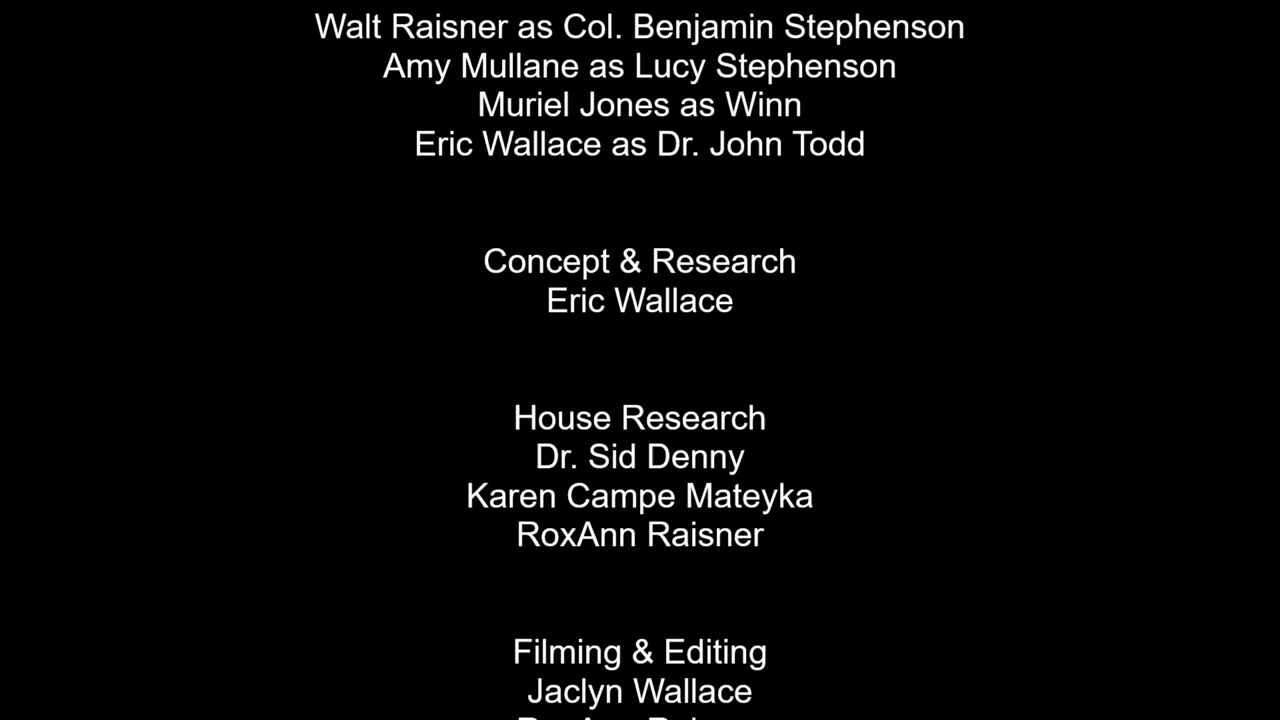 Walt Raisner as Col. Benjamin Stephenson
Amy Mullane as Lucy Stephenson
Muriel Jones as Winn
Eric Wallace as Dr. John Todd
Concept & Research
Eric Wallace
House Research
Dr. Sid Denny
Karen Campe Mateyka
RoxAnn Raisner
Filming & Editing
Jaclyn Wallace